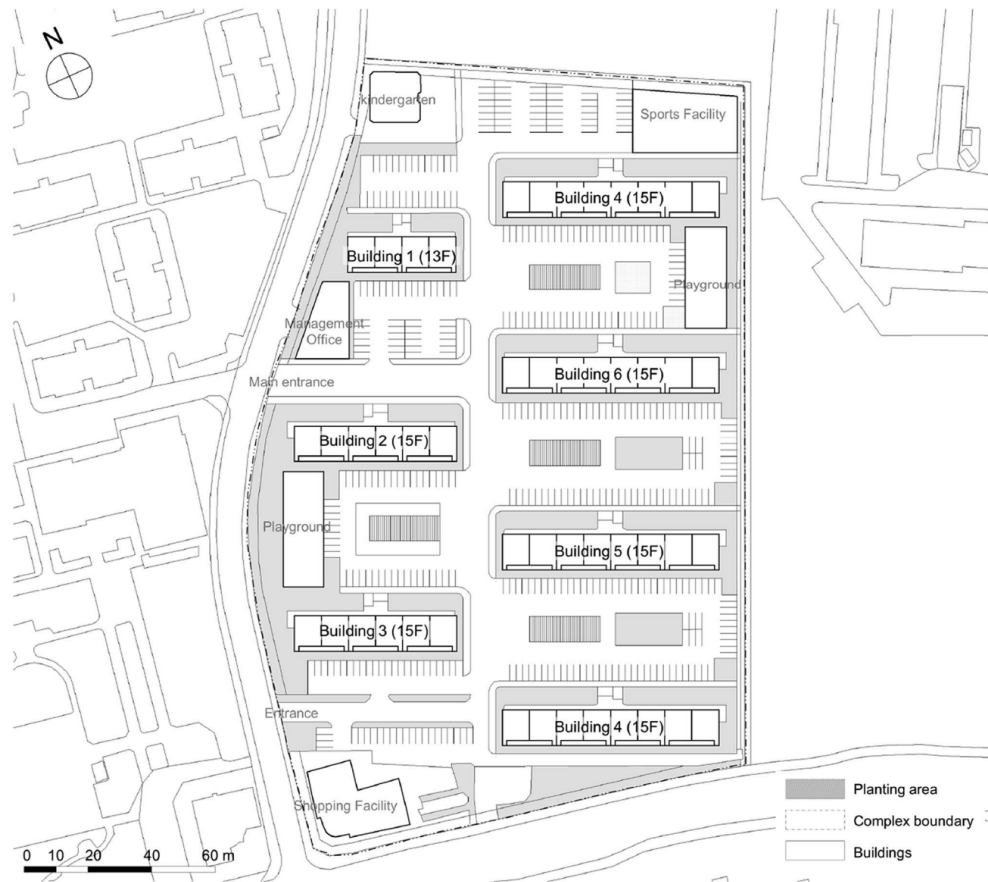 N
kindergarten
Sports Facility
Building 4 (15F)
Building 1 (13F)
Playground
Management
Office
Building 6 (15F)
Main entrance
Building 2 (15F)
Playground
Building 5 (15F)
Building 3 (15F)
Entrance
Building 4 (15F)
Shopping Facility
Planting area
Complex boundary
Buildings
0 10 20 40 60 m